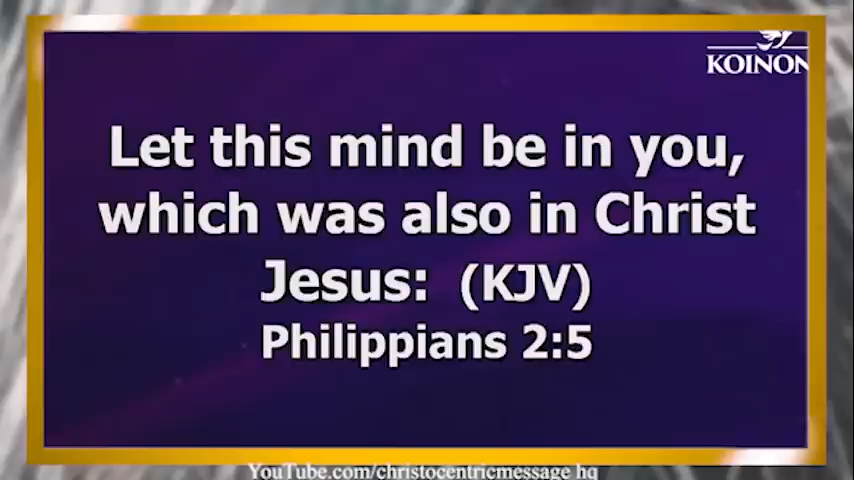 KOINON
Let this mind be in you,
which was also in Christ
Jesus: (KJV)
Philippians 2:5
YouTube.com/christocentricmessage hq